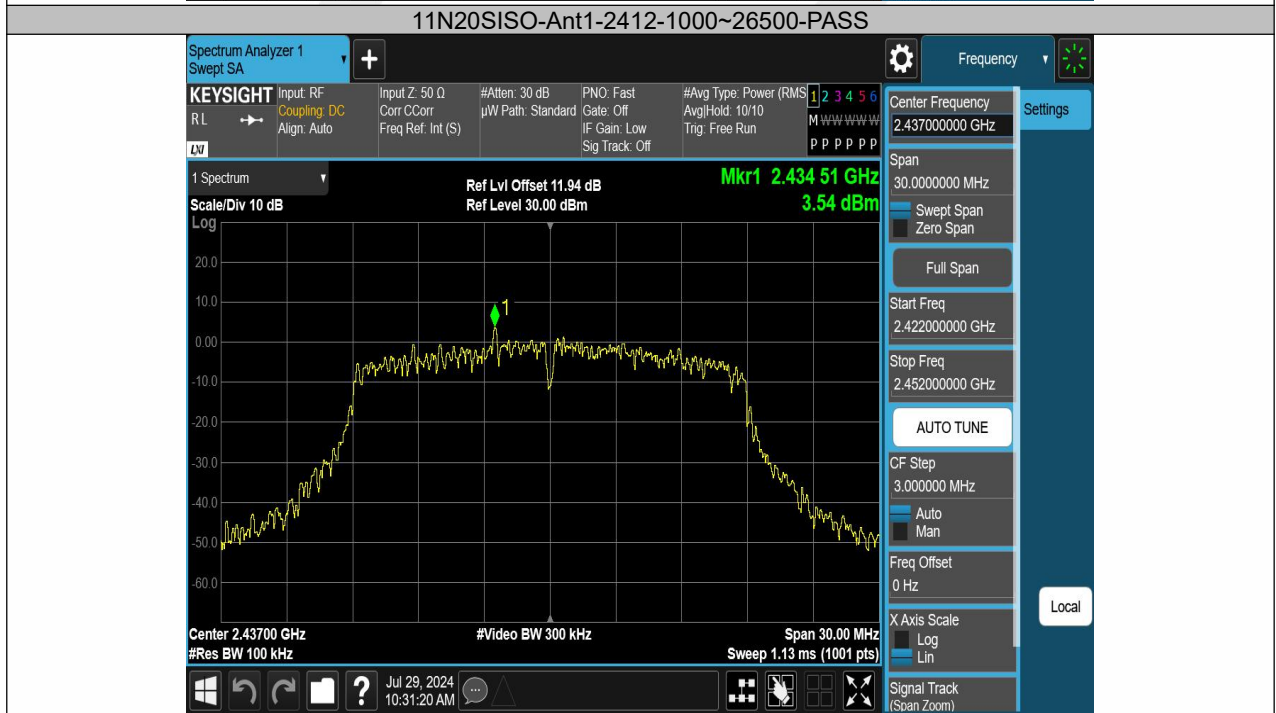 11N20SISO-Ant1-2412-1000~26500-PASS
Spectrum Analyzer 1
Swept SA
+
Frequency
KEYSIGHT
RL
LXI
Input: RF
Coupling: DC
Align: Auto
Input Z: 50 Ω
Corr CCorr
Freq Ref: Int (S)
#Atten: 30 dB
µW Path: Standard
PNO: Fast
Gate: Off
IF Gain: Low
Sig Track: Off
#Avg Type: Power (RMS
Avg|Hold: 10/10
Trig: Free Run
1 2 3 4 5 6
M W W W W W
P P P P P P
1 Spectrum
Scale/Div 10 dB
Log
Ref Lvl Offset 11.94 dB
Ref Level 30.00 dBm
Mkr1 2.434 51 GHz
3.54 dBm
20.0
10.0
0.00
-10.0
-20.0
-30.0
-40.0
-50.0
-60.0
1
Center 2.43700 GHz
#Res BW 100 kHz
#Video BW 300 kHz
Span 30.00 MHz
Sweep 1.13 ms (1001 pts)
Center Frequency
2.437000000 GHz
Settings
Span
30.0000000 MHz
Swept Span
Zero Span
Full Span
Start Freq
2.422000000 GHz
Stop Freq
2.452000000 GHz
AUTO TUNE
CF Step
3.000000 MHz
Auto
Man
Freq Offset
0 Hz
X Axis Scale
Log
Lin
Local
Signal Track
(Span Zoom)
?
Jul 29, 2024
10:31:20 AM